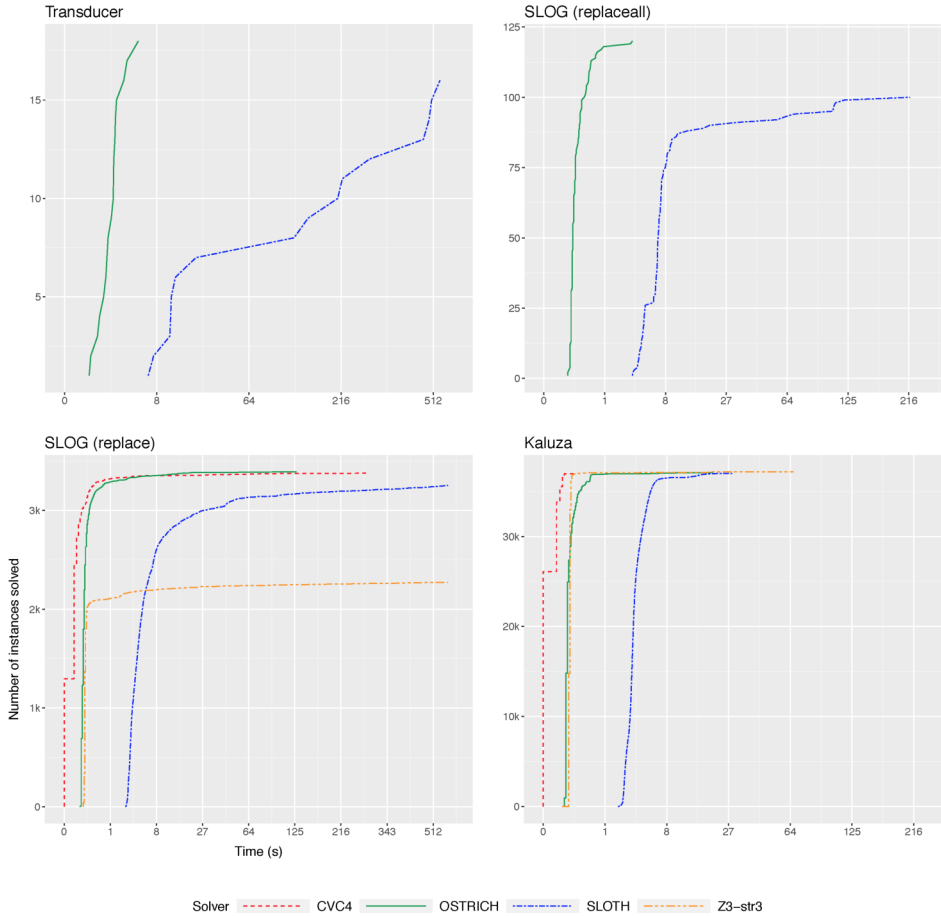 Transducer
15
10
5
0 8 64 216 512
SLOG (replaceall)
125
100
75
50
25
0
0 1 8 27 64 125 216
SLOG (replace)
3k
2k
1k
0
0 1 8 27 64 125 216 343 512
Number of instances solved
Time (s)
Kaluza
30k
20k
10k
0
0 1 8 27 64 125 216
Solver CVC4 OSTRICH SLOTH Z3-str3